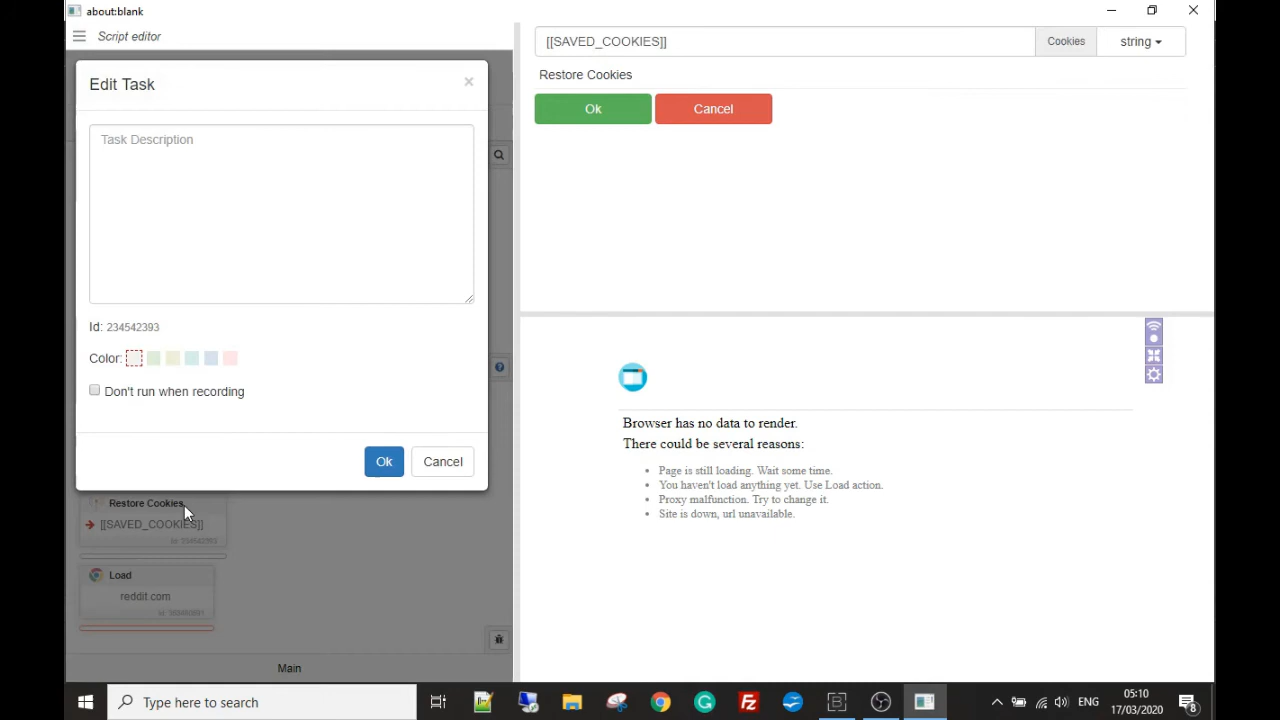 about:blank
Script editor
Edit Task
×
Task Description
Id: 234542393
Color:
Don't run when recording
Ok
Cancel
Restore Cookies
[[SAVED_COOKIES]]
Id: 234542393
Load
reddit.com
Main
[[SAVED_COOKIES]]
Cookies
string
Restore Cookies
Ok
Cancel
Browser has no data to render.
There could be several reasons:
Page is still loading. Wait some time.
You haven't load anything yet. Use Load action.
Proxy malfunction. Try to change it.
Site is down, url unavailable.
Type here to search
ENG
05:10
17/03/2020
8